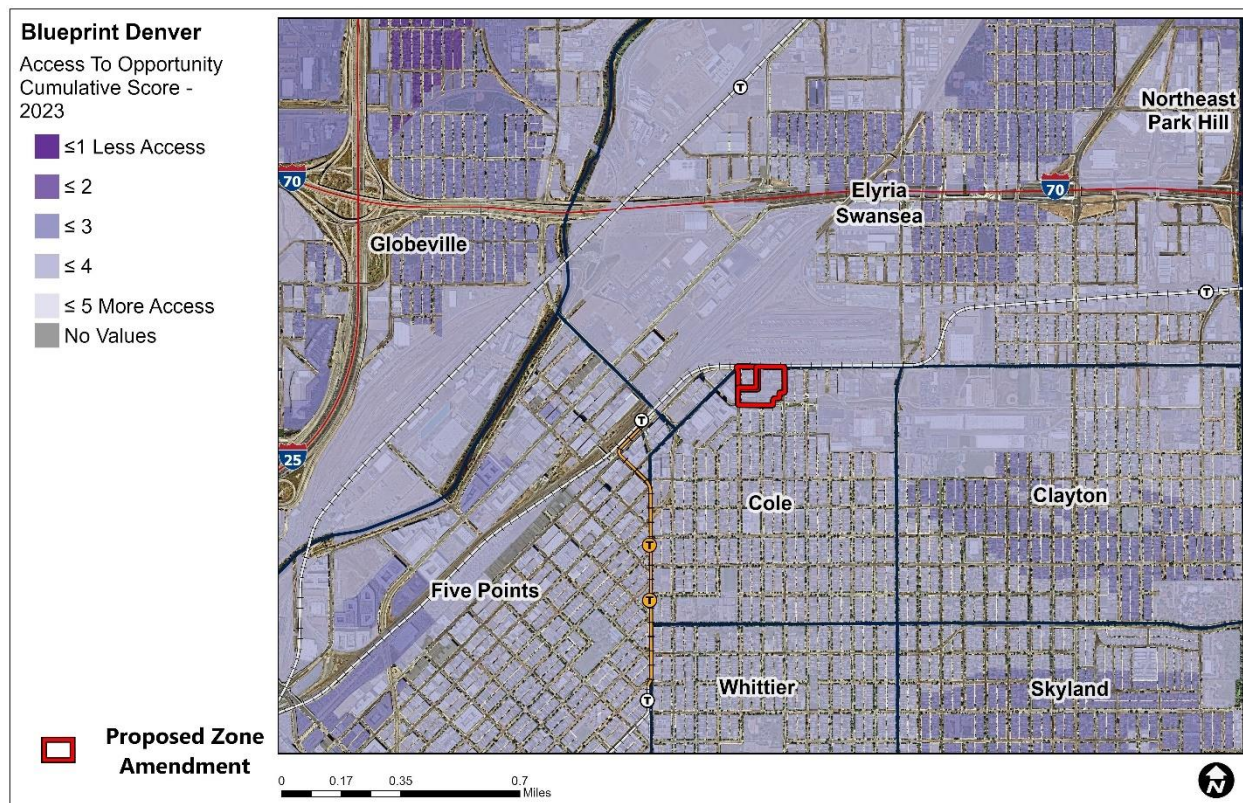 Blueprint Denver
Access To Opportunity
Cumulative Score -
2023
≤1 Less Access
≤ 2
≤ 3
≤ 4
≤ 5 More Access
No Values
Proposed Zone
Amendment
T
Northeast
Park Hill
70
Elyria
Swansea
70
Globeville
T
T
25
Cole
Clayton
T
Five Points
T
Whittier
Skyland
T
0 0.17 0.35 0.7
Miles